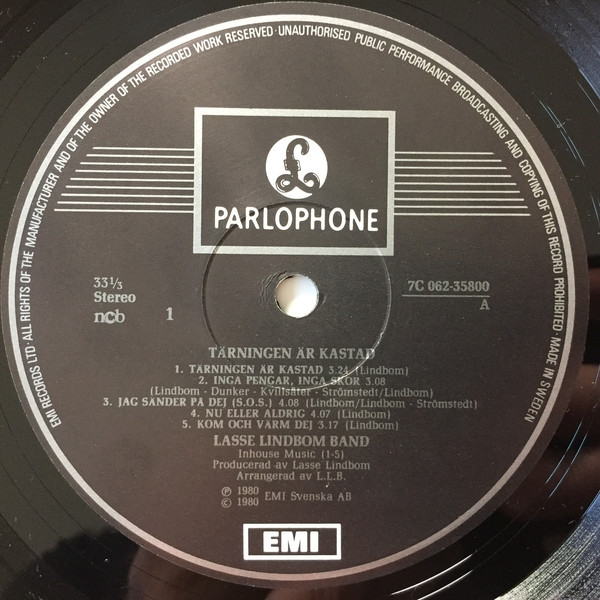 EMI RECORDS LTD · ALL RIGHTS OF THE MANUFACTURER AND OF THE OWNER OF THE RECORDED WORK RESERVED · UNAUTHORISED PUBLIC PERFORMANCE BROADCASTING AND COPYING OF THIS RECORD PROHIBITED · MADE IN SWEDEN
£
PARLOPHONE
33⅓
Stereo
ncb
1
7C 062-35800
A
TÄRNINGEN ÄR KASTAD
1. TÄRNINGEN ÄR KASTAD 3.24 (Lindbom)
2. INGA PENGAR, INGA SKOR 3.08
(Lindbom - Dunker - Kvillsäter - Strömstedt/Lindbom)
3. JAG SÄNDER PÅ DEJ (S.O.S.) 4.08 (Lindbom/Lindbom - Strömstedt)
4. NU ELLER ALDRIG 4.07 (Lindbom)
5. KOM OCH VÄRM DEJ 3.17 (Lindbom)
LASSE LINDBOM BAND
Inhouse Music (1-5)
Producerad av Lasse Lindbom
Arrangerad av L.L.B.
℗ 1980
© 1980 EMI Svenska AB
EMI